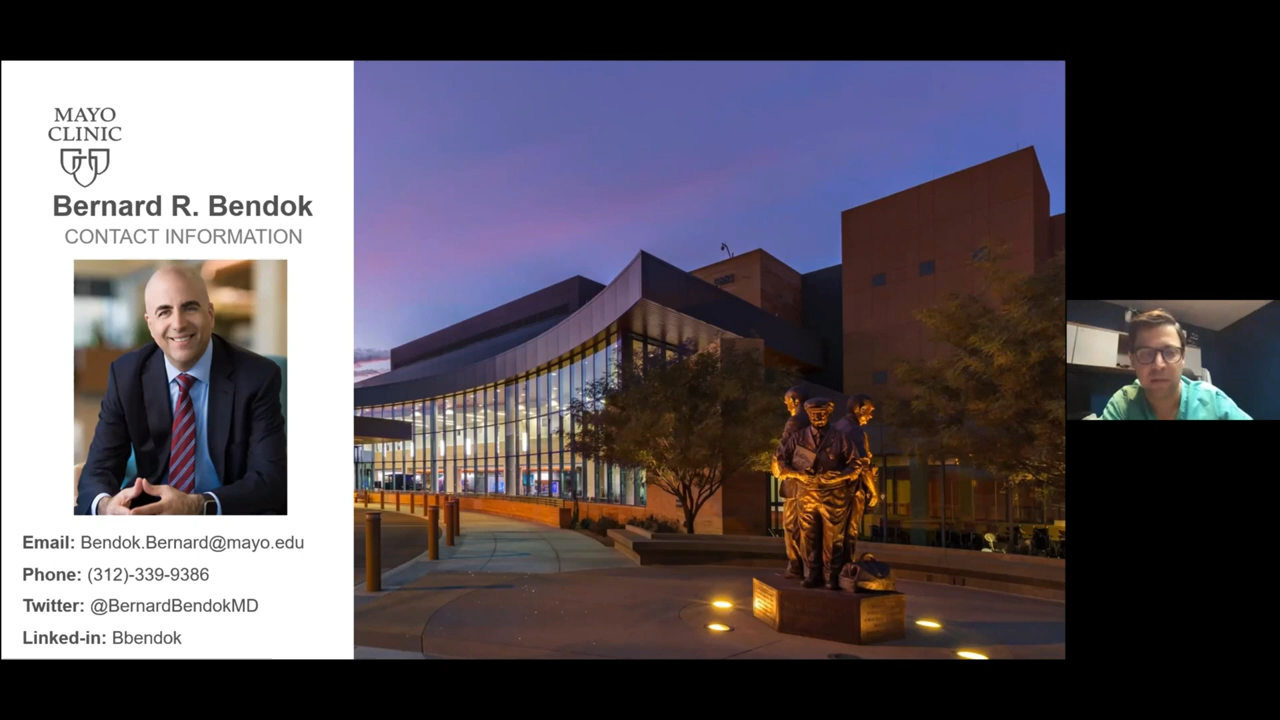 MAYO
CLINIC
Bernard R. Bendok
CONTACT INFORMATION
Email: Bendok.Bernard@mayo.edu
Phone: (312)-339-9386
Twitter: @BernardBendokMD
Linked-in: Bbendok